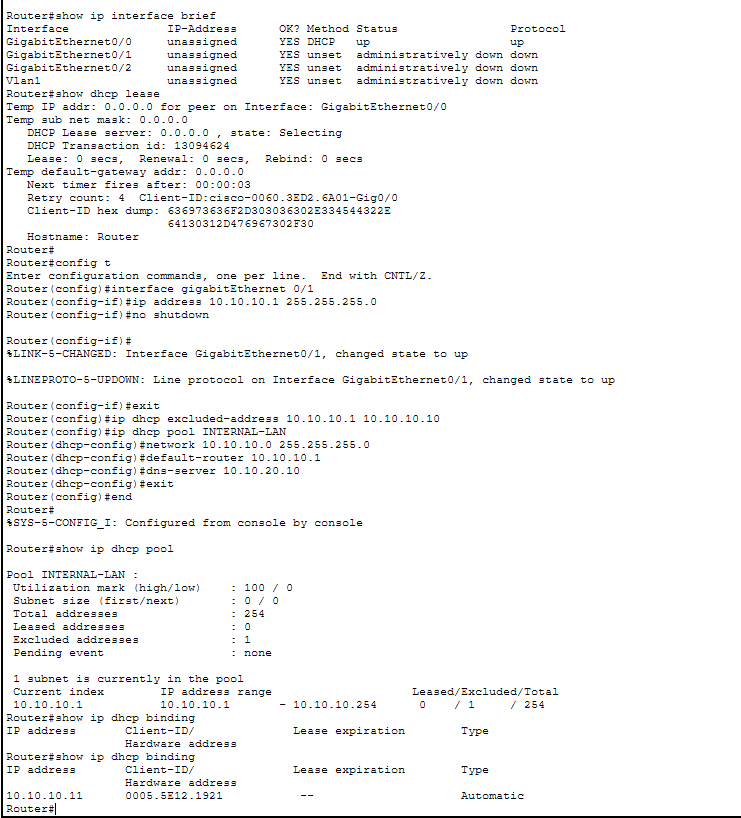 Router#show ip interface brief
Interface IP-Address OK? Method Status Protocol
GigabitEthernet0/0 unassigned YES DHCP up up
GigabitEthernet0/1 unassigned YES unset administratively down down
GigabitEthernet0/2 unassigned YES unset administratively down down
Vlan1 unassigned YES unset administratively down down
Router#show dhcp lease
Temp IP addr: 0.0.0.0 for peer on Interface: GigabitEthernet0/0
Temp sub net mask: 0.0.0.0
DHCP Lease server: 0.0.0.0 , state: Selecting
DHCP Transaction id: 13094624
Lease: 0 secs, Renewal: 0 secs, Rebind: 0 secs
Temp default-gateway addr: 0.0.0.0
Next timer fires after: 00:00:03
Retry count: 4 Client-ID:cisco-0060.3ED2.6A01-Gig0/0
Client-ID hex dump: 636973636F2D303036302E334544322E
64130312D476967302F30
Hostname: Router
Router#
Router#config t
Enter configuration commands, one per line. End with CNTL/Z.
Router(config)#interface gigabitEthernet 0/1
Router(config-if)#ip address 10.10.10.1 255.255.255.0
Router(config-if)#no shutdown
Router(config-if)#
%LINK-5-CHANGED: Interface GigabitEthernet0/1, changed state to up
%LINEPROTO-5-UPDOWN: Line protocol on Interface GigabitEthernet0/1, changed state to up
Router(config-if)#exit
Router(config)#ip dhcp excluded-address 10.10.10.1 10.10.10.10
Router(config)#ip dhcp pool INTERNAL-LAN
Router(dhcp-config)#network 10.10.10.0 255.255.255.0
Router(dhcp-config)#default-router 10.10.10.1
Router(dhcp-config)#dns-server 10.10.20.10
Router(dhcp-config)#exit
Router(config)#end
Router#
%SYS-5-CONFIG_I: Configured from console by console
Router#show ip dhcp pool
Pool INTERNAL-LAN :
Utilization mark (high/low) : 100 / 0
Subnet size (first/next) : 0 / 0
Total addresses : 254
Leased addresses : 0
Excluded addresses : 1
Pending event : none
1 subnet is currently in the pool
Current index IP address range Leased/Excluded/Total
10.10.10.1 10.10.10.1 - 10.10.10.254 0 / 1 / 254
Router#show ip dhcp binding
IP address Client-ID/ Lease expiration Type
Hardware address
Router#show ip dhcp binding
IP address Client-ID/ Lease expiration Type
Hardware address
10.10.10.11 0005.5E12.1921 -- Automatic
Router#